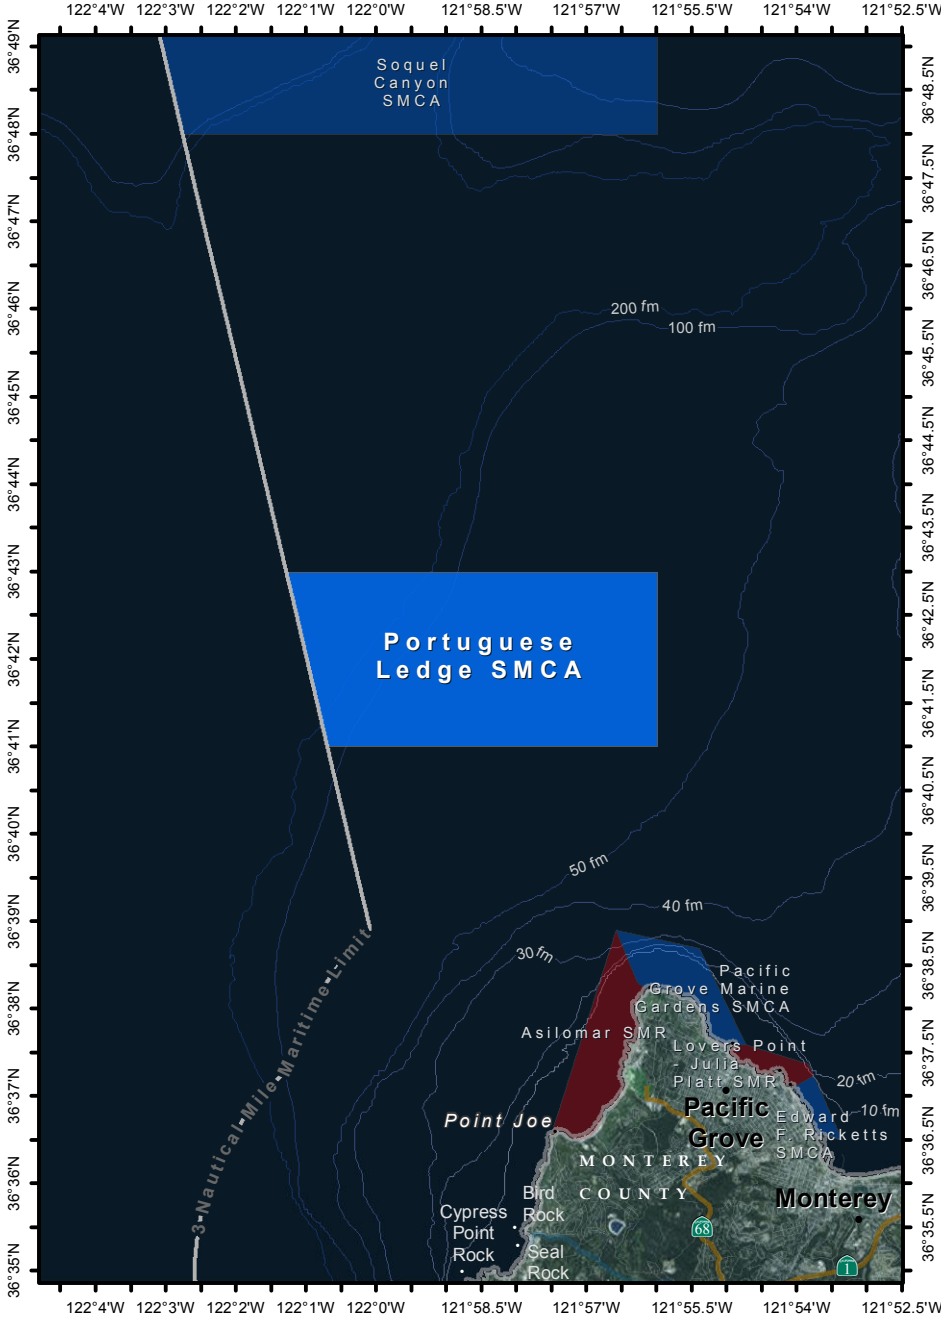 122°4'W 122°3'W 122°2'W 122°1'W 122°0'W 121°58.5'W 121°57'W 121°55.5'W 121°54'W 121°52.5'W
36°49'N
36°48'N
36°47'N
36°46'N
36°45'N
36°44'N
36°43'N
36°42'N
36°41'N
36°40'N
36°39'N
36°38'N
36°37'N
36°36'N
36°35'N
Soquel
Canyon
SMCA
200 fm
100 fm
Portuguese
Ledge SMCA
50 fm
40 fm
30 fm
3-Nautical-Mile-Maritime-Limit
Pacific
Grove Marine
Gardens SMCA
Asilomar SMR
Lovers Point
- Julia
Platt SMR
20 fm
10 fm
Point Joe
Pacific
Grove
Edward
F. Ricketts
SMCA
MONTEREY
COUNTY
Monterey
Bird
Rock
Cypress
Point
Rock
Seal
Rock
68
1
36°48.5'N
36°47.5'N
36°46.5'N
36°45.5'N
36°44.5'N
36°43.5'N
36°42.5'N
36°41.5'N
36°40.5'N
36°39.5'N
36°38.5'N
36°37.5'N
36°36.5'N
36°35.5'N
122°4'W 122°3'W 122°2'W 122°1'W 122°0'W 121°58.5'W 121°57'W 121°55.5'W 121°54'W 121°52.5'W